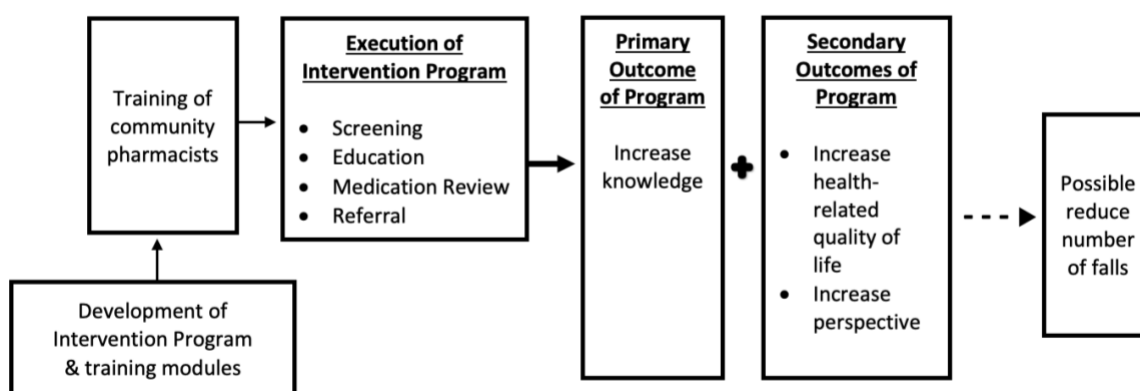 Training of
community
pharmacists
Development of
Intervention Program
& training modules
Execution of
Intervention Program
• Screening
• Education
• Medication Review
• Referral
Primary
Outcome
of Program
Increase
knowledge
+
Secondary
Outcomes of
Program
• Increase
health-
related
quality of
life
• Increase
perspective
Possible
reduce
number
of falls